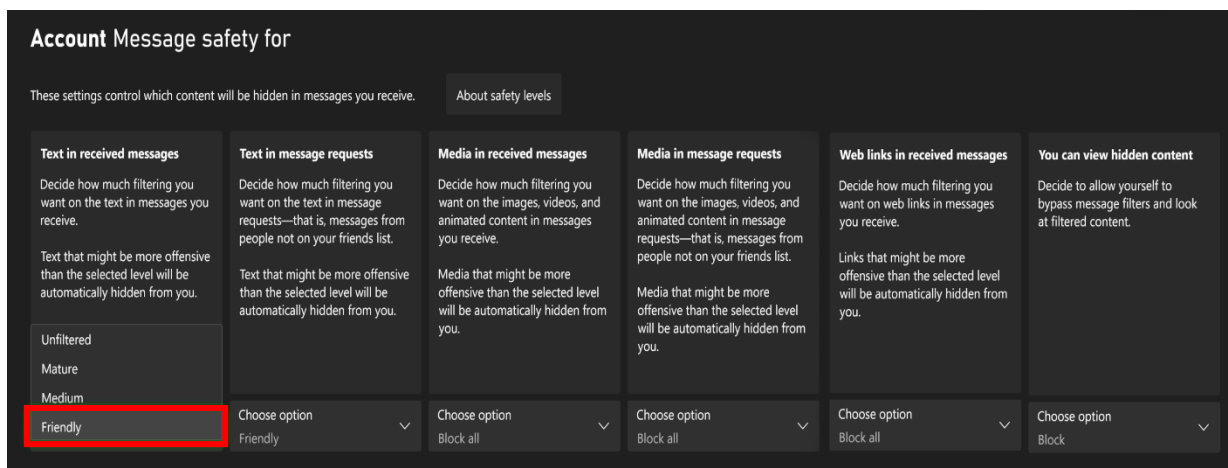 Account Message safety for
These settings control which content will be hidden in messages you receive.
About safety levels
Text in received messages
Decide how much filtering you
want on the text in messages you
receive.
Text that might be more offensive
than the selected level will be
automatically hidden from you.
Unfiltered
Mature
Medium
Friendly
Text in message requests
Decide how much filtering you
want on the text in message
requests—that is, messages from
people not on your friends list.
Text that might be more offensive
than the selected level will be
automatically hidden from you.
Choose option
Friendly
Media in received messages
Decide how much filtering you
want on the images, videos, and
animated content in messages
you receive.
Media that might be more
offensive than the selected level
will be automatically hidden from
you.
Choose option
Block all
Media in message requests
Decide how much filtering you
want on the images, videos, and
animated content in message
requests—that is, messages from
people not on your friends list.
Media that might be more
offensive than the selected level
will be automatically hidden from
you.
Choose option
Block all
Web links in received messages
Decide how much filtering you
want on web links in messages
you receive.
Links that might be more
offensive than the selected level
will be automatically hidden from
you.
Choose option
Block all
You can view hidden content
Decide to allow yourself to
bypass message filters and look
at filtered content.
Choose option
Block